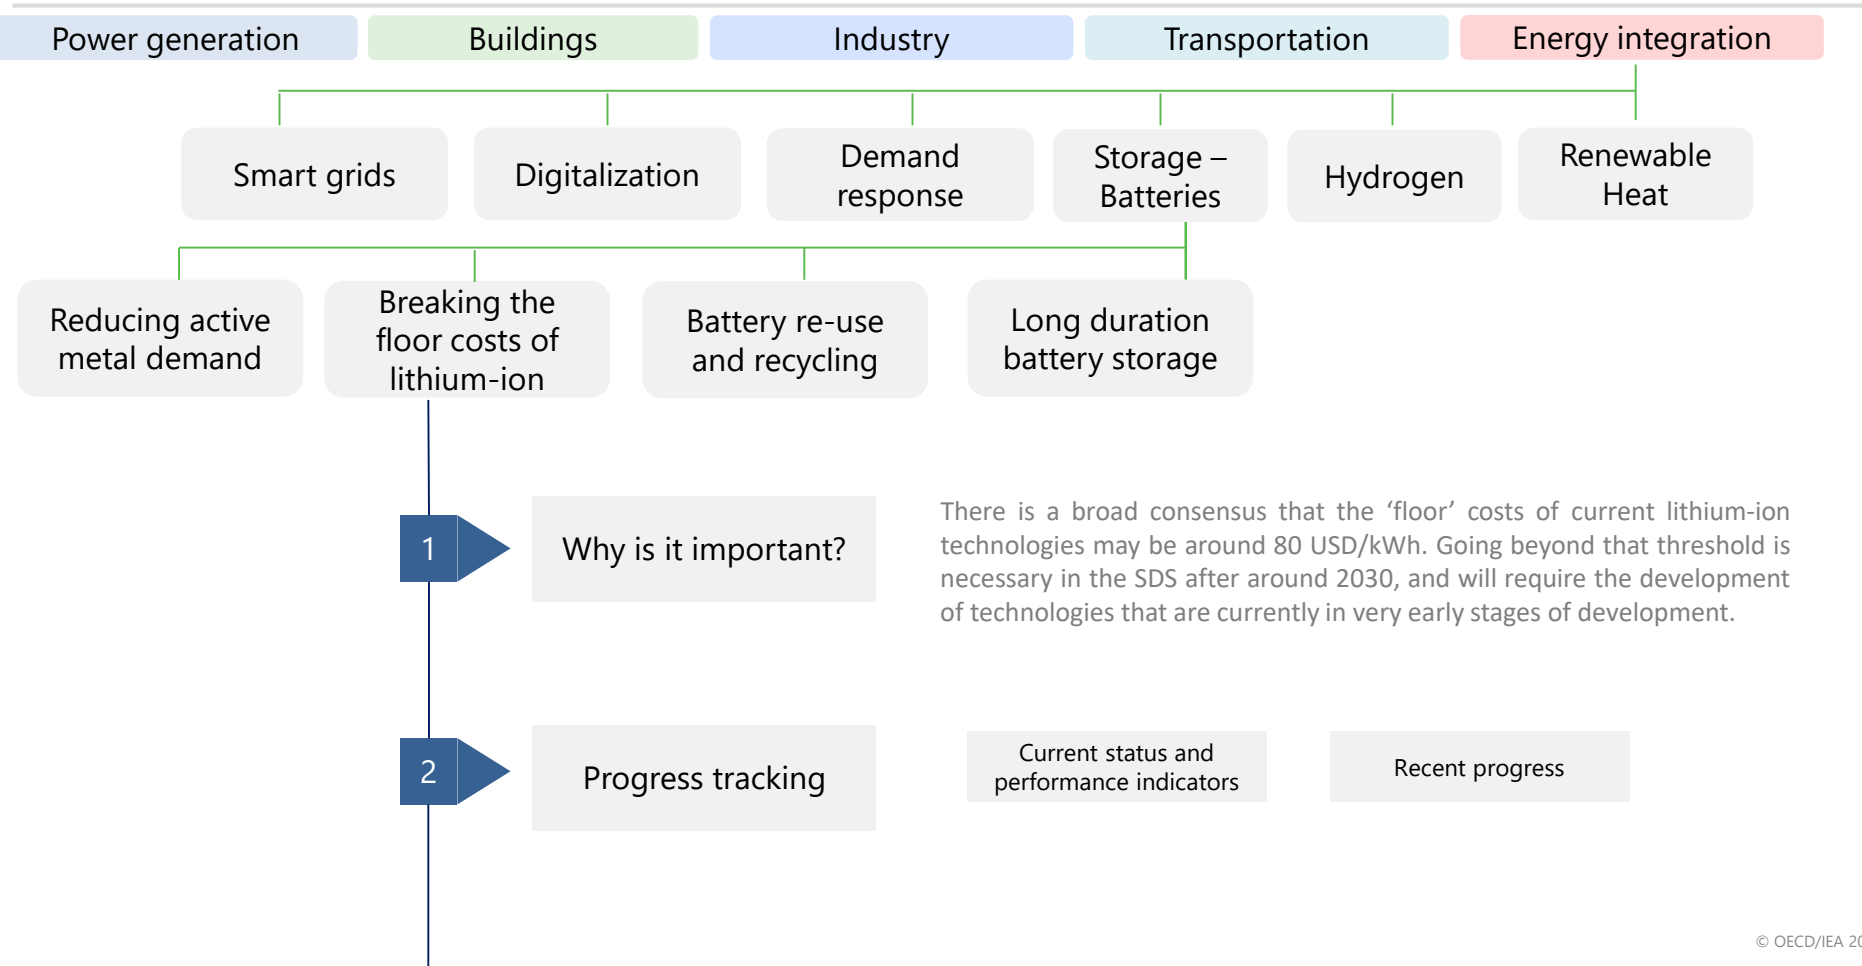 Power generation
Buildings
Industry
Transportation
Energy integration
Smart grids
Digitalization
Demand
response
Storage –
Batteries
Hydrogen
Renewable
Heat
Reducing active
metal demand
Breaking the
floor costs of
lithium-ion
Battery re-use
and recycling
Long duration
battery storage
1
Why is it important?
There is a broad consensus that the ‘floor’ costs of current lithium-ion
technologies may be around 80 USD/kWh. Going beyond that threshold is
necessary in the SDS after around 2030, and will require the development
of technologies that are currently in very early stages of development.
2
Progress tracking
Current status and
performance indicators
Recent progress
© OECD/IEA